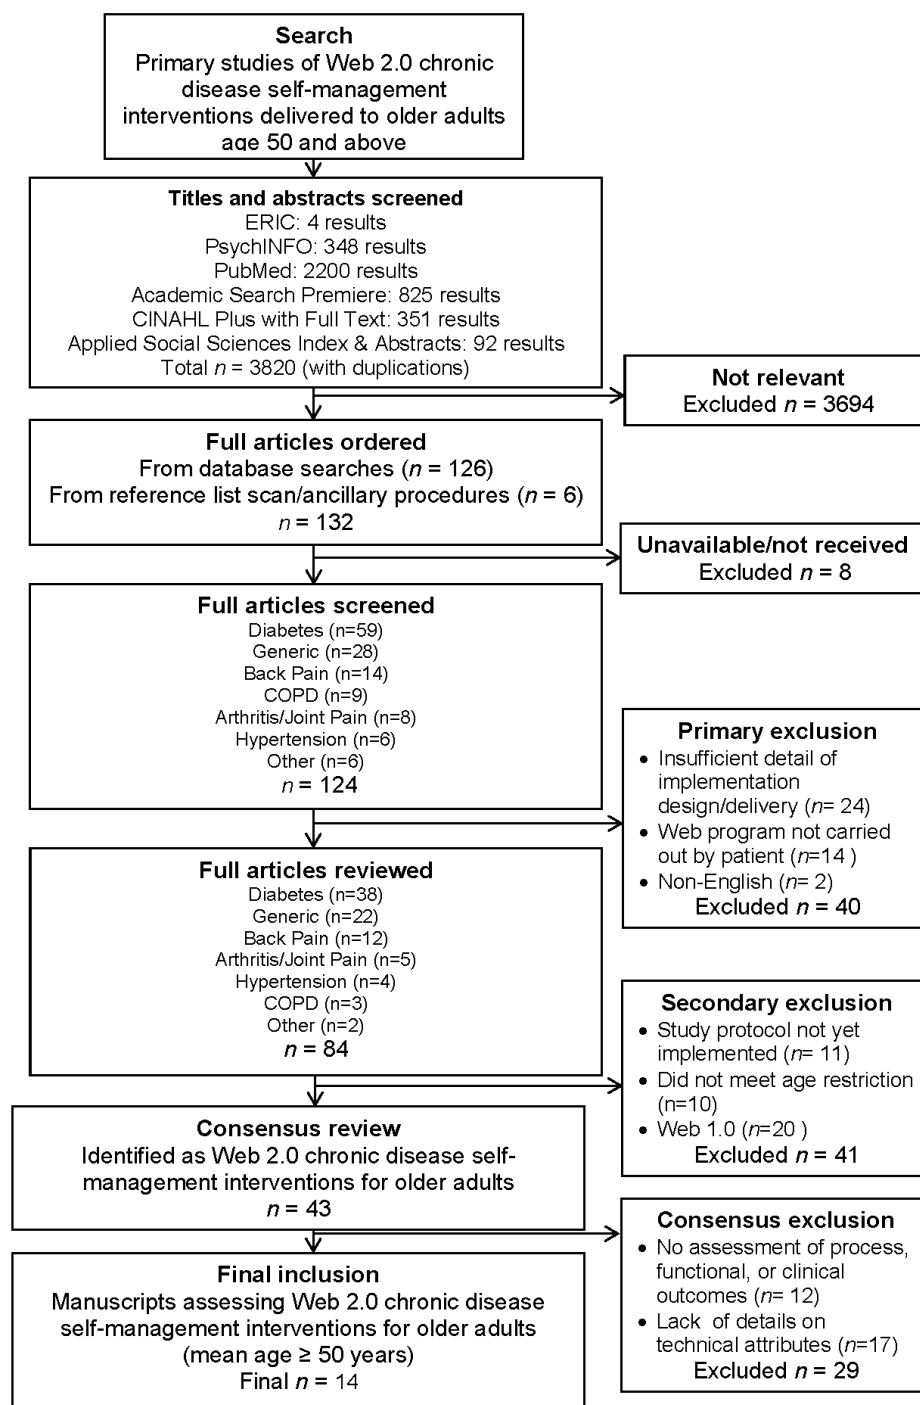 Search
Primary studies of Web 2.0 chronic
disease self-management
interventions delivered to older adults
age 50 and above
Titles and abstracts screened
ERIC: 4 results
PsychINFO: 348 results
PubMed: 2200 results
Academic Search Premiere: 825 results
CINAHL Plus with Full Text: 351 results
Applied Social Sciences Index & Abstracts: 92 results
Total n = 3820 (with duplications)
Not relevant
Excluded n = 3694
Full articles ordered
From database searches (n = 126)
From reference list scan/ancillary procedures (n = 6)
n = 132
Unavailable/not received
Excluded n = 8
Full articles screened
Diabetes (n=59)
Generic (n=28)
Back Pain (n=14)
COPD (n=9)
Arthritis/Joint Pain (n=8)
Hypertension (n=6)
Other (n=6)
n = 124
Primary exclusion
• Insufficient detail of
implementation
design/delivery (n= 24)
• Web program not carried
out by patient (n=14 )
• Non-English (n= 2)
Excluded n = 40
Full articles reviewed
Diabetes (n=38)
Generic (n=22)
Back Pain (n=12)
Arthritis/Joint Pain (n=5)
Hypertension (n=4)
COPD (n=3)
Other (n=2)
n = 84
Secondary exclusion
• Study protocol not yet
implemented (n= 11)
• Did not meet age restriction
(n=10)
• Web 1.0 (n=20 )
Excluded n = 41
Consensus review
Identified as Web 2.0 chronic disease self-
management interventions for older adults
n = 43
Consensus exclusion
• No assessment of process,
functional, or clinical
outcomes (n= 12)
• Lack of details on
technical attributes (n=17)
Excluded n = 29
Final inclusion
Manuscripts assessing Web 2.0 chronic disease
self-management interventions for older adults
(mean age ≥ 50 years)
Final n = 14